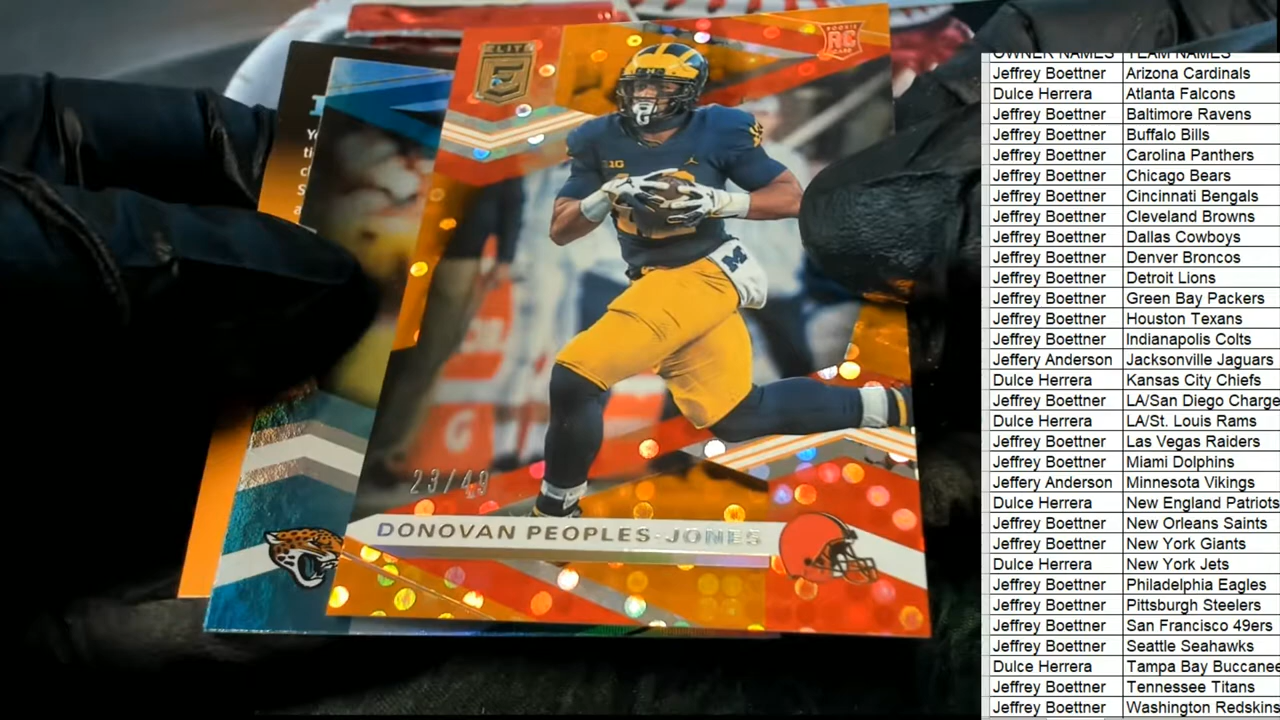 ELITE
E
ROOKIE
RC
CARD
G
M
23/49
DONOVAN PEOPLES-JONES
OWNER NAMES TEAM NAMES
Jeffrey Boettner Arizona Cardinals
Dulce Herrera Atlanta Falcons
Jeffrey Boettner Baltimore Ravens
Jeffrey Boettner Buffalo Bills
Jeffrey Boettner Carolina Panthers
Jeffrey Boettner Chicago Bears
Jeffrey Boettner Cincinnati Bengals
Jeffrey Boettner Cleveland Browns
Jeffrey Boettner Dallas Cowboys
Jeffrey Boettner Denver Broncos
Jeffrey Boettner Detroit Lions
Jeffrey Boettner Green Bay Packers
Jeffrey Boettner Houston Texans
Jeffrey Boettner Indianapolis Colts
Jeffery Anderson Jacksonville Jaguars
Dulce Herrera Kansas City Chiefs
Jeffrey Boettner LA/San Diego Charge
Dulce Herrera LA/St. Louis Rams
Jeffrey Boettner Las Vegas Raiders
Jeffrey Boettner Miami Dolphins
Jeffery Anderson Minnesota Vikings
Dulce Herrera New England Patriots
Jeffrey Boettner New Orleans Saints
Jeffrey Boettner New York Giants
Dulce Herrera New York Jets
Jeffrey Boettner Philadelphia Eagles
Jeffrey Boettner Pittsburgh Steelers
Jeffrey Boettner San Francisco 49ers
Jeffrey Boettner Seattle Seahawks
Dulce Herrera Tampa Bay Buccanee
Jeffrey Boettner Tennessee Titans
Jeffrey Boettner Washington Redskins